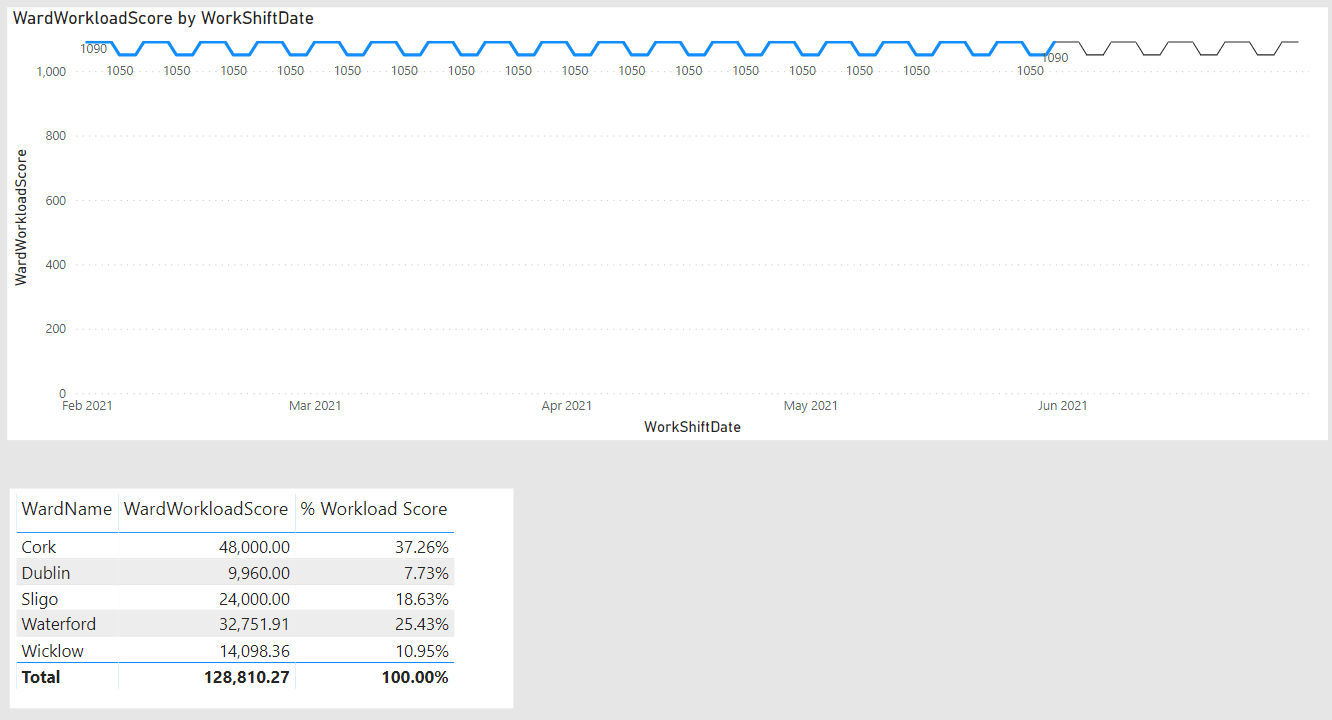 WardWorkloadScore by WorkShiftDate
1090
1050 1050 1050 1050 1050 1050 1050 1050 1050 1050 1050 1050 1050 1050 1050 1050 1090
1,000
800
600
400
200
0
WardWorkloadScore
Feb 2021 Mar 2021 Apr 2021 May 2021 Jun 2021
WorkShiftDate
WardName WardWorkloadScore % Workload Score
Cork 48,000.00 37.26%
Dublin 9,960.00 7.73%
Sligo 24,000.00 18.63%
Waterford 32,751.91 25.43%
Wicklow 14,098.36 10.95%
Total 128,810.27 100.00%